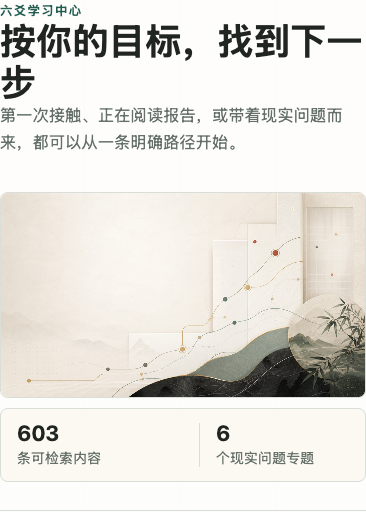 六爻学习中心
按你的目标，找到下一
步
第一次接触、正在阅读报告，或带着现实问题而
来，都可以从一条明确路径开始。
603
条可检索内容
6
个现实问题专题